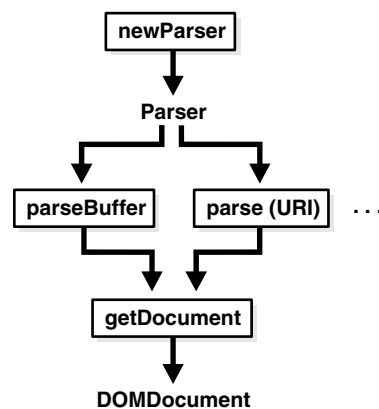 newParser
Parser
parseBuffer
parse (URI) ...
getDocument
DOMDocument